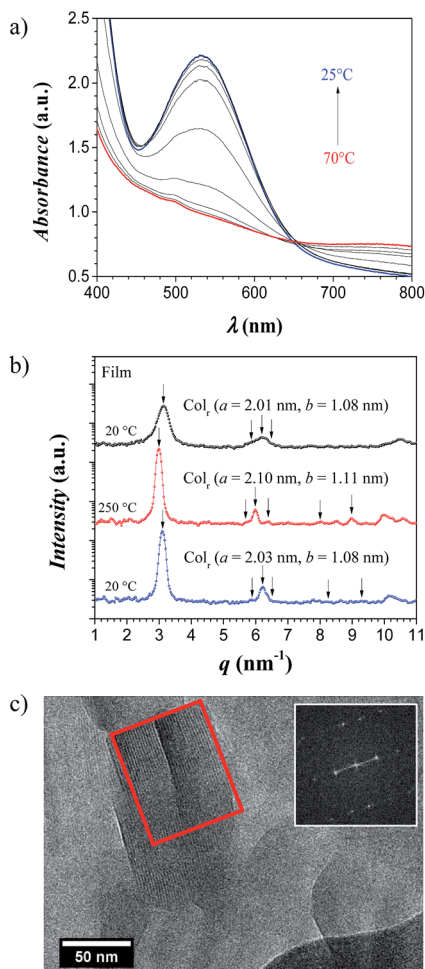 a)
2.5
2.0
1.5
1.0
0.5
Absorbance (a.u.)
25°C
70°C
400 500 600 700 800
λ (nm)
b)
Film
Intensity (a.u.)
20 °C
Colr (a = 2.01 nm, b = 1.08 nm)
250 °C
Colr (a = 2.10 nm, b = 1.11 nm)
20 °C
Colr (a = 2.03 nm, b = 1.08 nm)
1 2 3 4 5 6 7 8 9 10 11
q (nm-1)
c)
50 nm